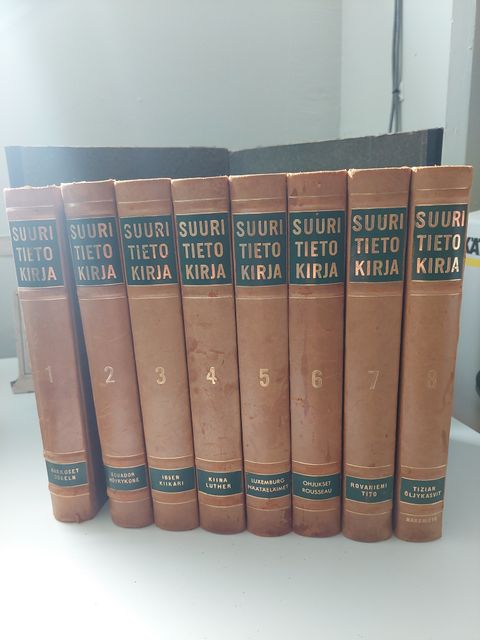 SUURI
TIETO
KIRJA
1
SUURI
TIETO
KIRJA
2
ECUADOR
HÖYRYKONE
SUURI
TIETO
KIRJA
3
IBSEN
KIIKARI
SUURI
TIETO
KIRJA
4
KIINA
LUTHER
SUURI
TIETO
KIRJA
5
LUXEMBURG
OHJUKSET
ROUSSEAU
SUURI
TIETO
KIRJA
6
SUURI
TIETO
KIRJA
7
ROVANIEMI
TITO
SUURI
TIETO
KIRJA
8
TIZIAN
ÖLJYKASVIT